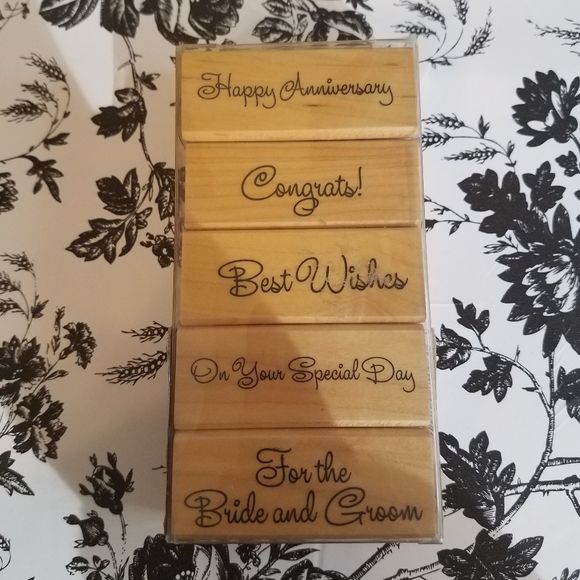 Happy Anniversary
Congrats!
Best Wishes
On Your Special Day
For the
Bride and Groom